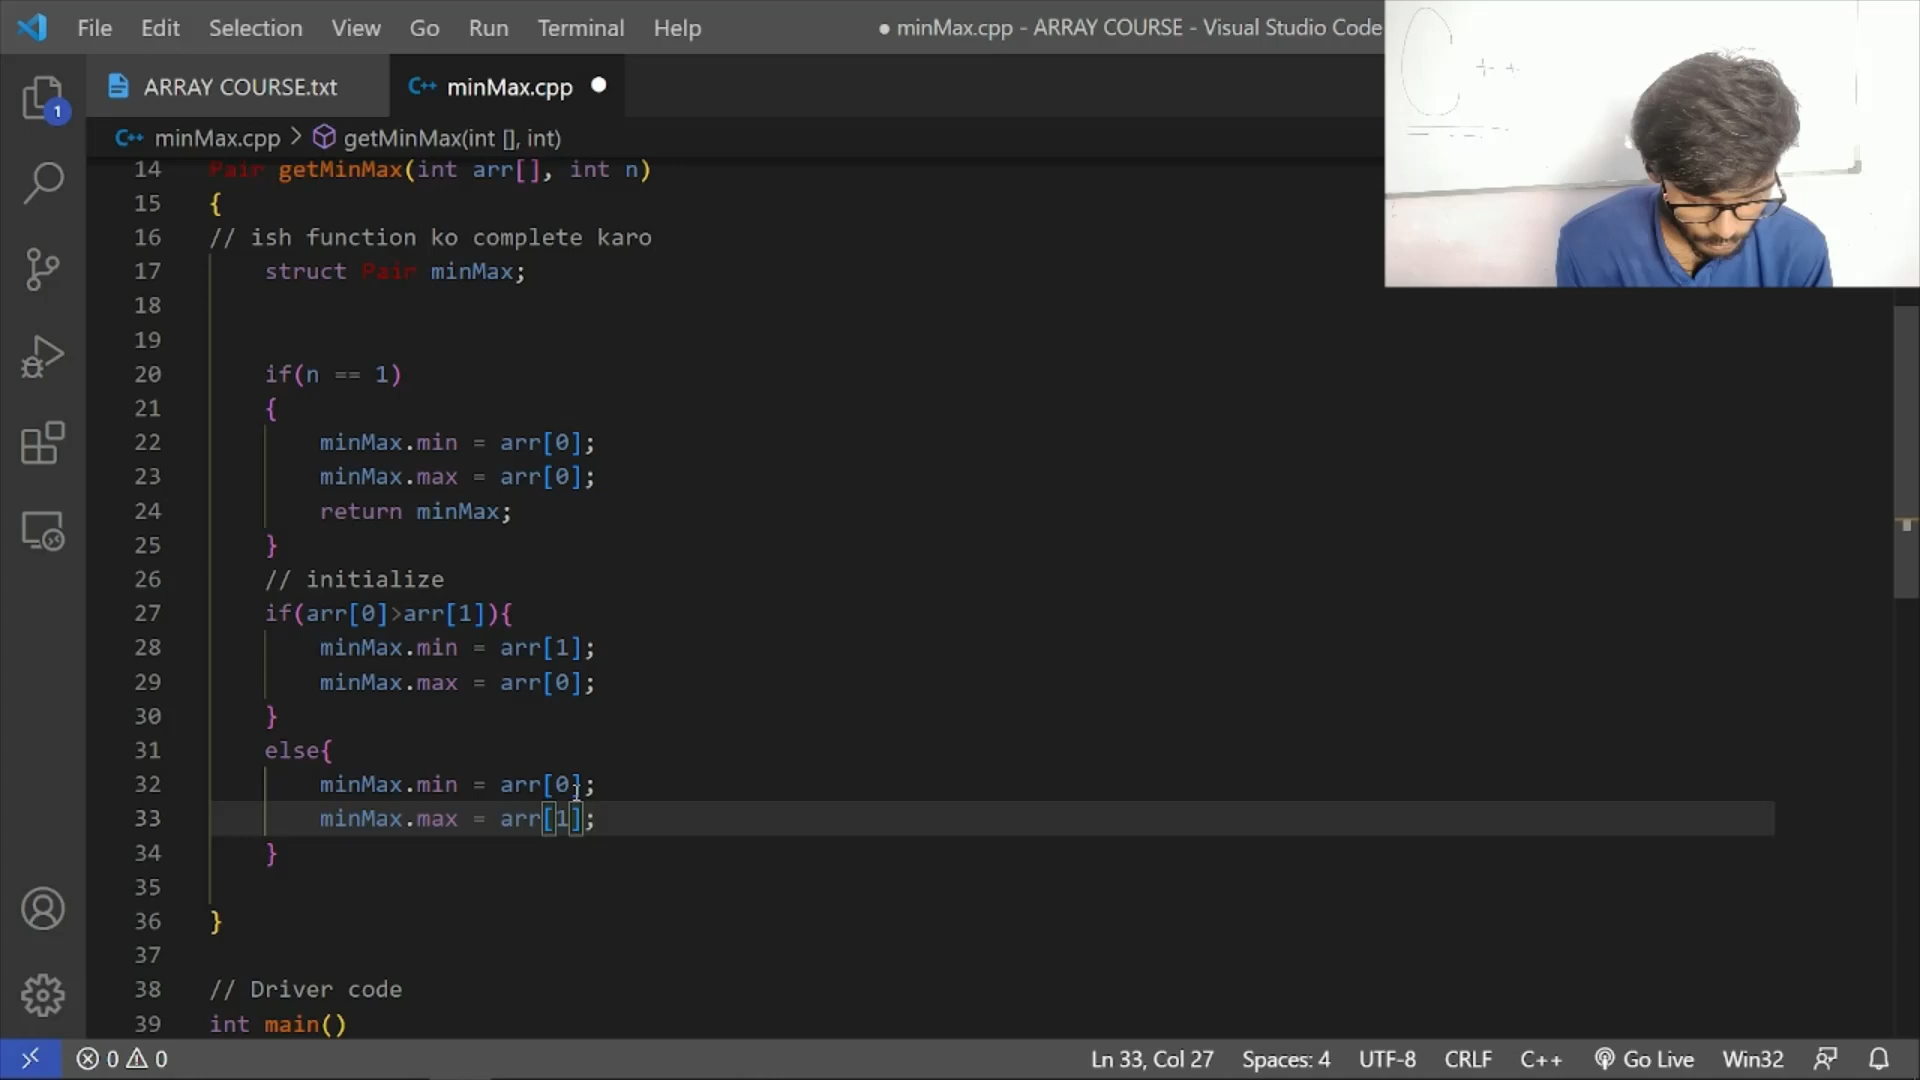 File Edit Selection View Go Run Terminal Help ● minMax.cpp - ARRAY COURSE - Visual Studio Code
C++
ARRAY COURSE.txt C++ minMax.cpp
1
C++ minMax.cpp > getMinMax(int [], int)
14 Pair getMinMax(int arr[], int n)
15 {
16 // ish function ko complete karo
17 struct Pair minMax;
18
19
20 if(n == 1)
21 {
22 minMax.min = arr[0];
23 minMax.max = arr[0];
24 return minMax;
25 }
26 // initialize
27 if(arr[0]>arr[1]){
28 minMax.min = arr[1];
29 minMax.max = arr[0];
30 }
31 else{
32 minMax.min = arr[0];
33 minMax.max = arr[1];
34 }
35
36 }
37
38 // Driver code
39 int main()
0 0 Ln 33, Col 27 Spaces: 4 UTF-8 CRLF C++ Go Live Win32